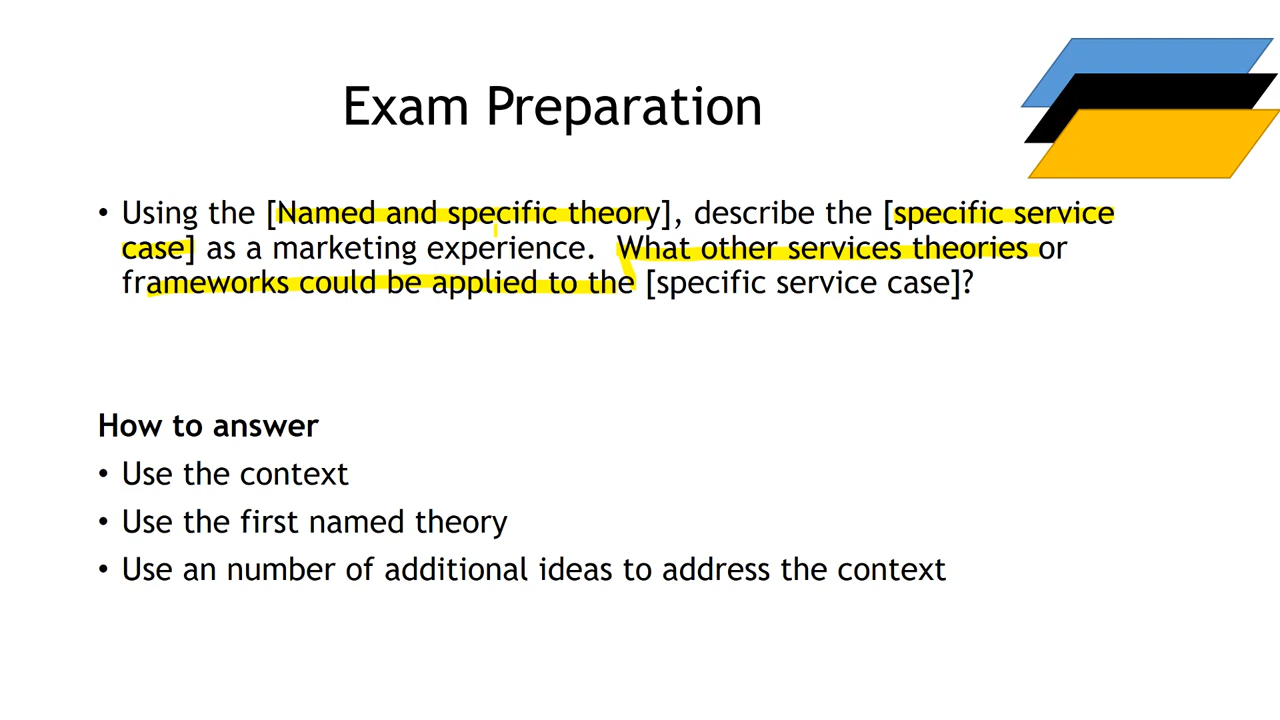 Exam Preparation
• Using the [Named and specific theory], describe the [specific service
case] as a marketing experience.  What other services theories or
frameworks could be applied to the [specific service case]?
How to answer
• Use the context
• Use the first named theory
• Use an number of additional ideas to address the context